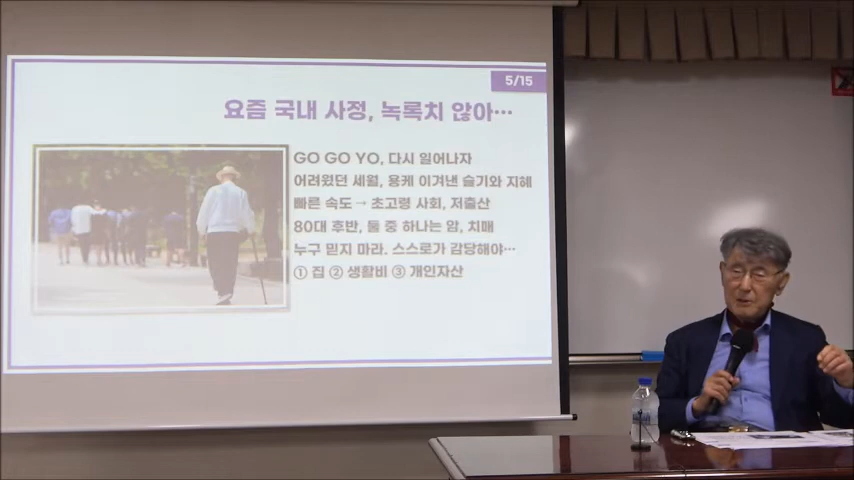 5/15
요즘 국내 사정, 녹록치 않아…
GO GO YO, 다시 일어나자
어려웠던 세월, 용케 이겨낸 슬기와 지혜
빠른 속도 → 초고령 사회, 저출산
80대 후반, 둘 중 하나는 암, 치매
누구 믿지 마라. 스스로가 감당해야…
① 집 ② 생활비 ③ 개인자산